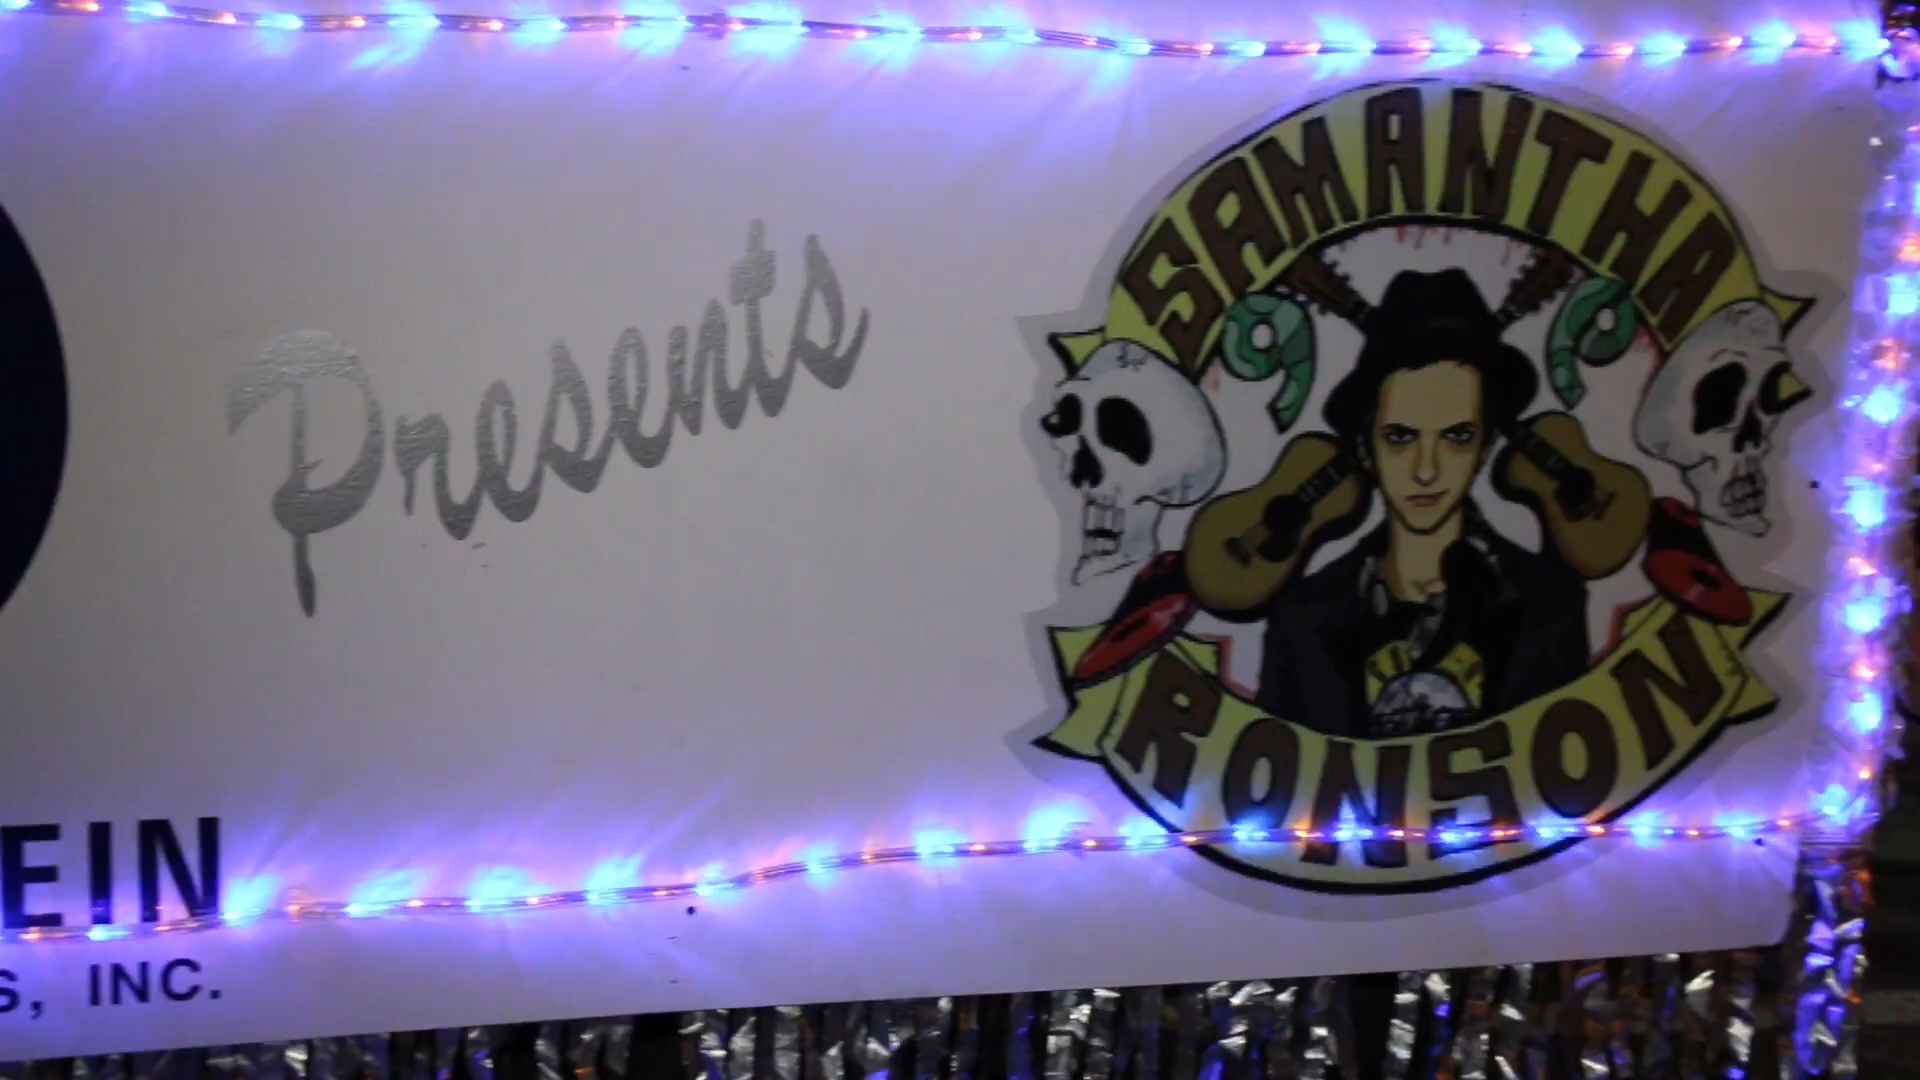 Presents
SAMANTHA
RONSON
EIN
S, INC.